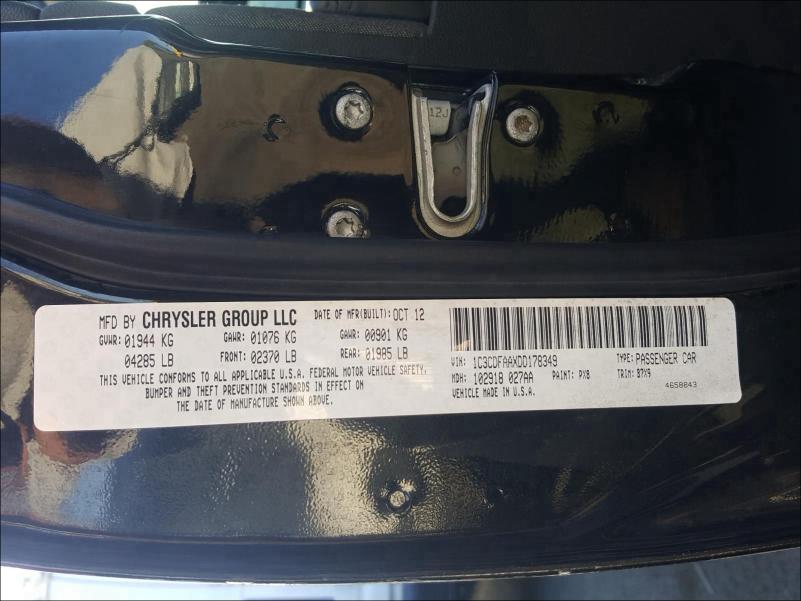 12J
MFD BY CHRYSLER GROUP LLC DATE OF MFR(BUILT): OCT 12
GVWR: 01944 KG GAWR: 01076 KG GAWR: 00901 KG
04285 LB FRONT: 02370 LB REAR: 01985 LB
THIS VEHICLE CONFORMS TO ALL APPLICABLE U.S.A. FEDERAL MOTOR VEHICLE SAFETY,
BUMPER AND THEFT PREVENTION STANDARDS IN EFFECT ON
THE DATE OF MANUFACTURE SHOWN ABOVE.
VIN: 1C3CDFAAXDD178349 TYPE: PASSENGER CAR
MDH: 102918 027AA PAINT: PX8 TRIM: B7X9
VEHICLE MADE IN U.S.A. 4658843